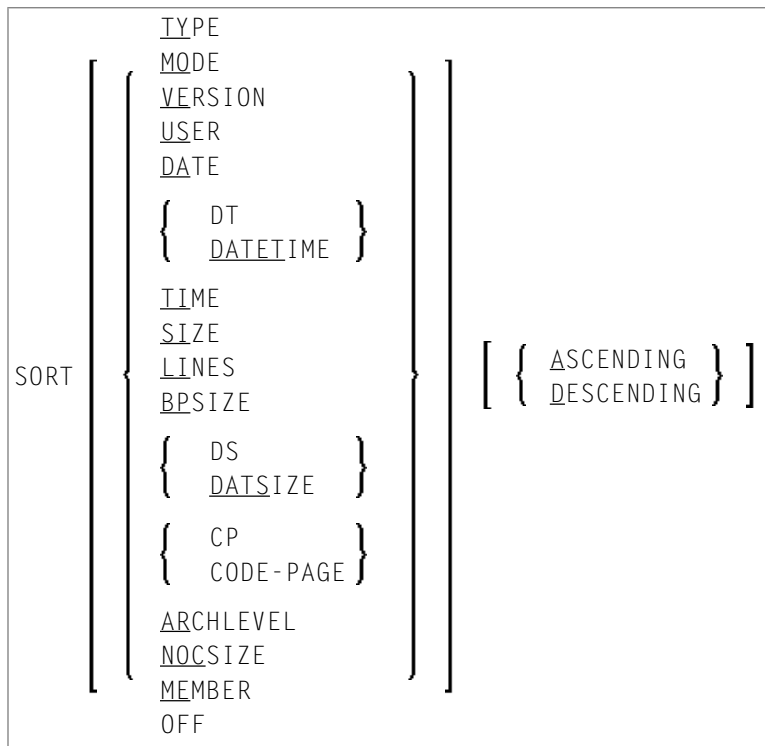 TYPE
MODE
VERSION
USER
DATE
DT
DATETIME
TIME
SIZE
LINES
BPSIZE
SORT
ASCENDING
DESCENDING
DS
DATSIZE
CP
CODE-PAGE
ARCHLEVEL
NOCSIZE
MEMBER
OFF